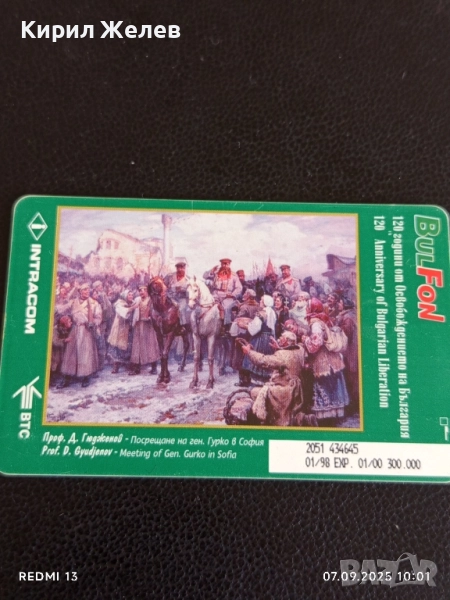 Кирил Желев
BULFON
120 години от Освобождението на България
120th Anniversary of Bulgarian Liberation
INTRACOM
BTC
Проф. Д. Гюдженов - Посрещане на ген. Гурко в София
Prof. D. Gyudjenov - Meeting of Gen. Gurko in Sofia
2051 434645
01/98 EXP. 01/00 300.000
REDMI 13
07.09.2025 10:01
BAZAR